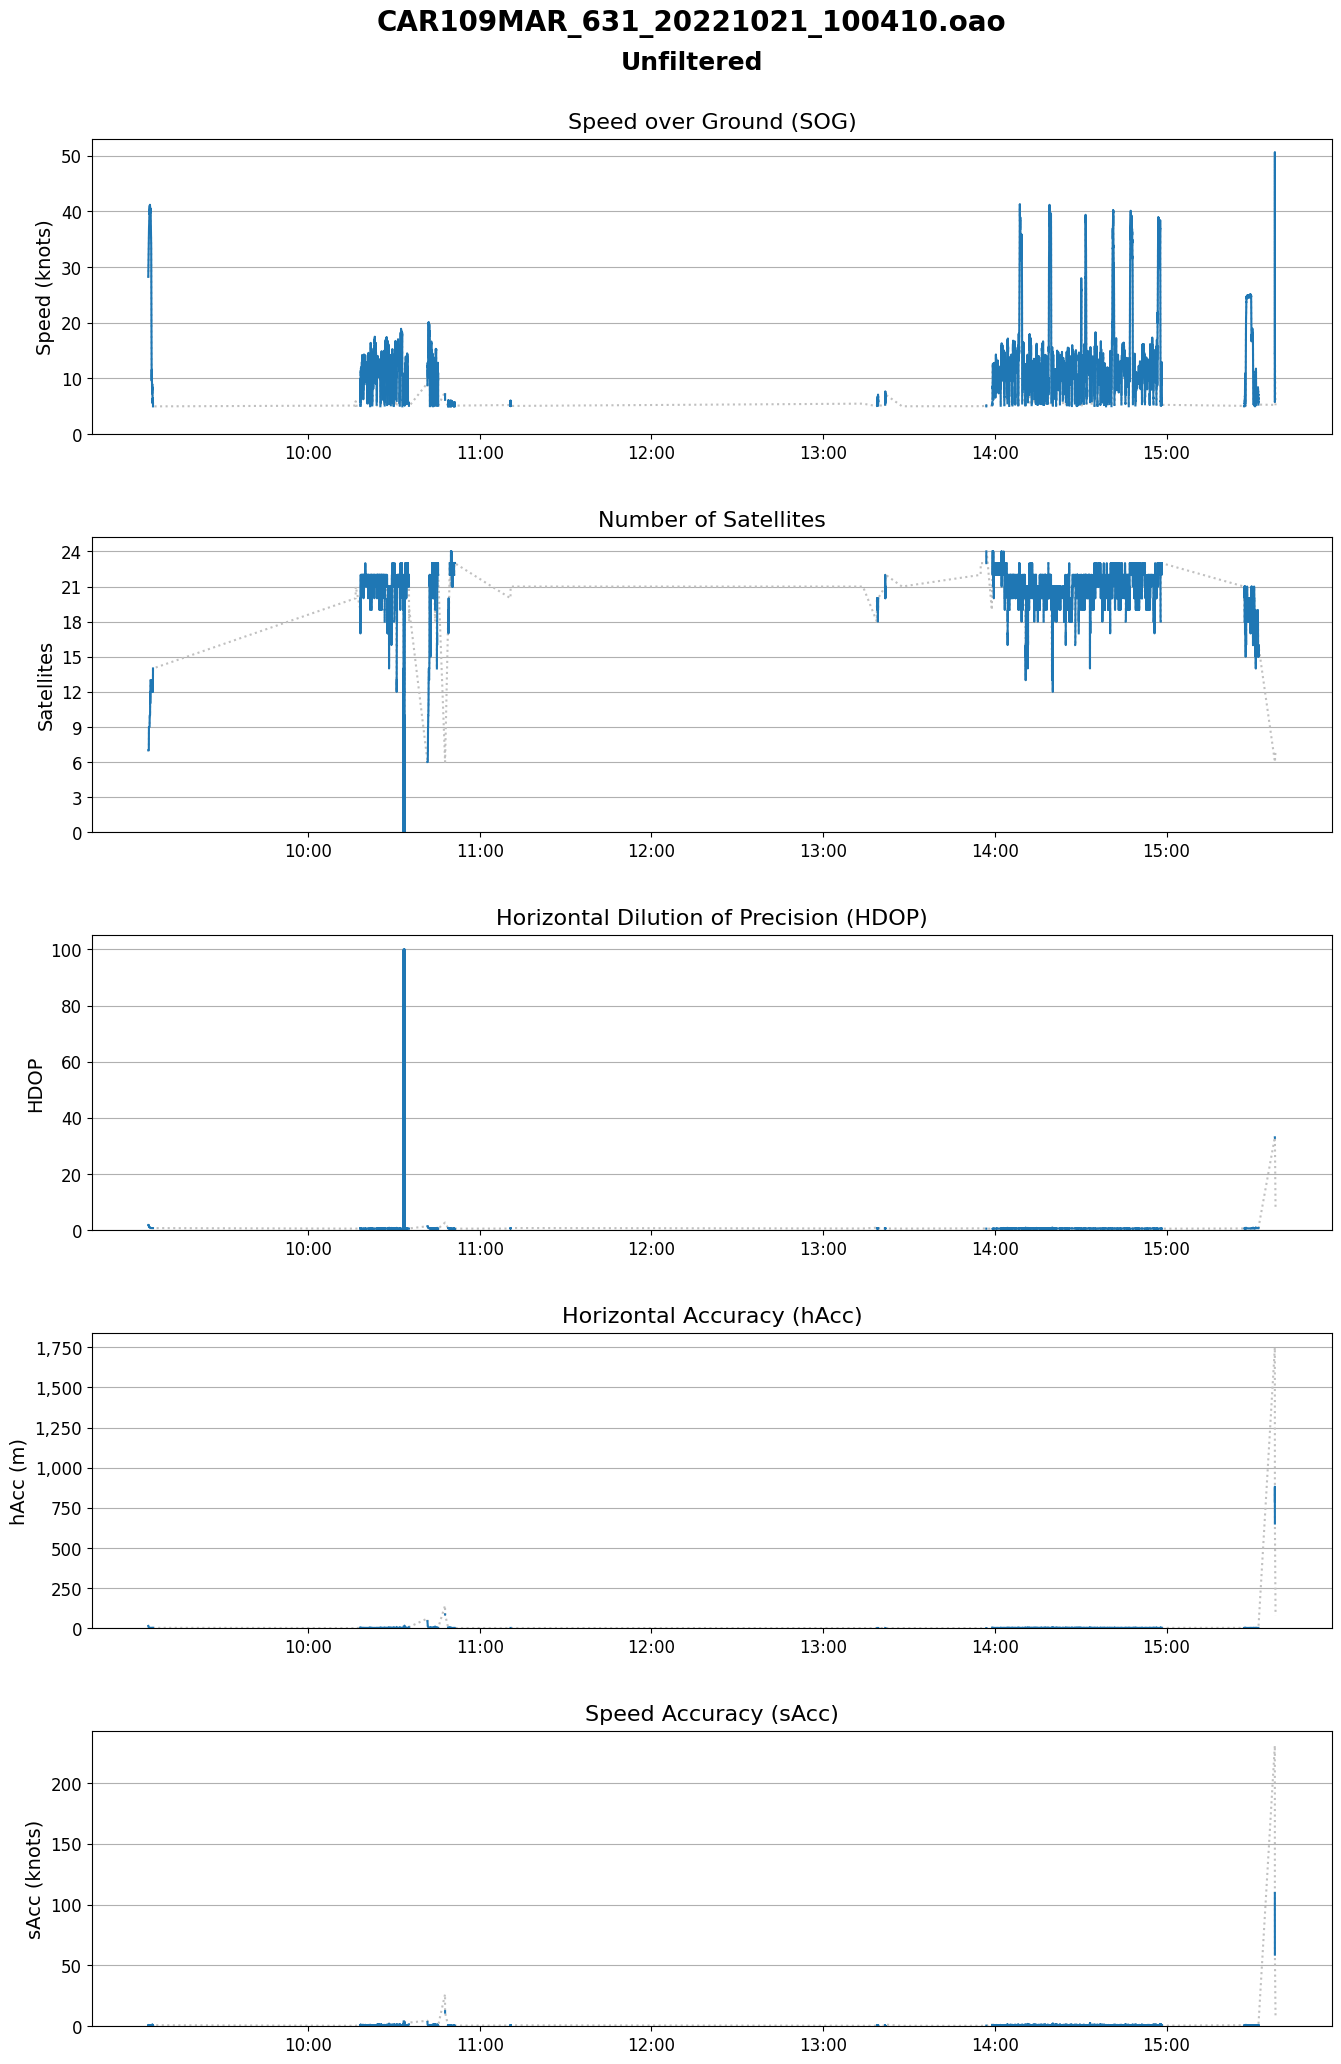 CAR109MAR_631_20221021_100410.oao
Unfiltered
Speed over Ground (SOG)
Speed (knots)
50
40
30
20
10
0
10:00 11:00 12:00 13:00 14:00 15:00
Number of Satellites
Satellites
24
21
18
15
12
9
6
3
0
10:00 11:00 12:00 13:00 14:00 15:00
Horizontal Dilution of Precision (HDOP)
HDOP
100
80
60
40
20
0
10:00 11:00 12:00 13:00 14:00 15:00
Horizontal Accuracy (hAcc)
hAcc (m)
1,750
1,500
1,250
1,000
750
500
250
0
10:00 11:00 12:00 13:00 14:00 15:00
Speed Accuracy (sAcc)
sAcc (knots)
200
150
100
50
0
10:00 11:00 12:00 13:00 14:00 15:00